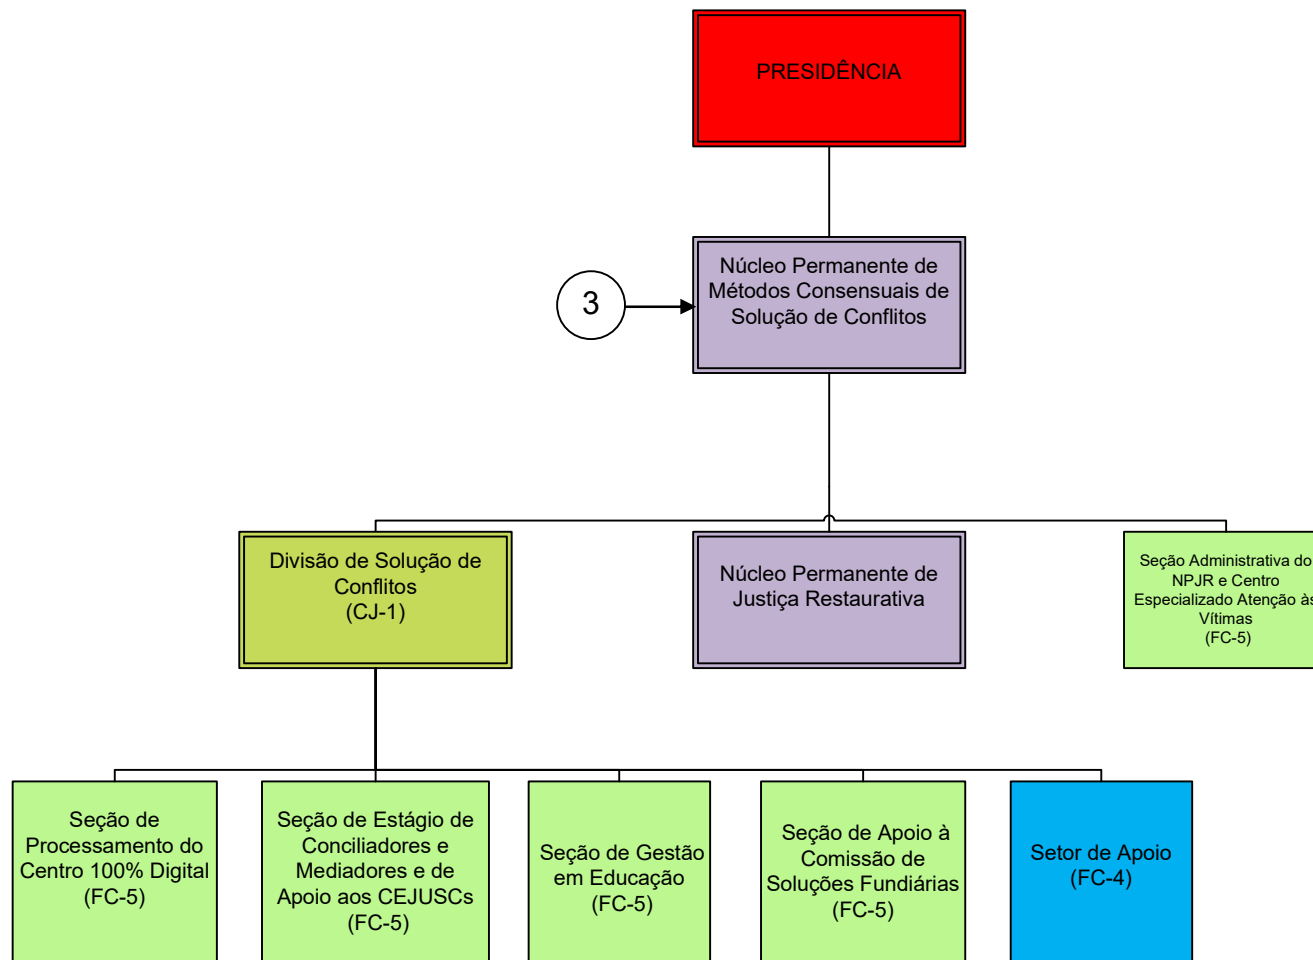 PRESIDÊNCIA
Núcleo Permanente de
Métodos Consensuais de
Solução de Conflitos
3
Divisão de Solução de
Conflitos
(CJ-1)
Núcleo Permanente de
Justiça Restaurativa
Seção Administrativa do
NPJR e Centro
Especializado Atenção às
Vítimas
(FC-5)
Seção de
Processamento do
Centro 100% Digital
(FC-5)
Seção de Estágio de
Conciliadores e
Mediadores e de
Apoio aos CEJUSCs
(FC-5)
Seção de Gestão
em Educação
(FC-5)
Seção de Apoio à
Comissão de
Soluções Fundiárias
(FC-5)
Setor de Apoio
(FC-4)